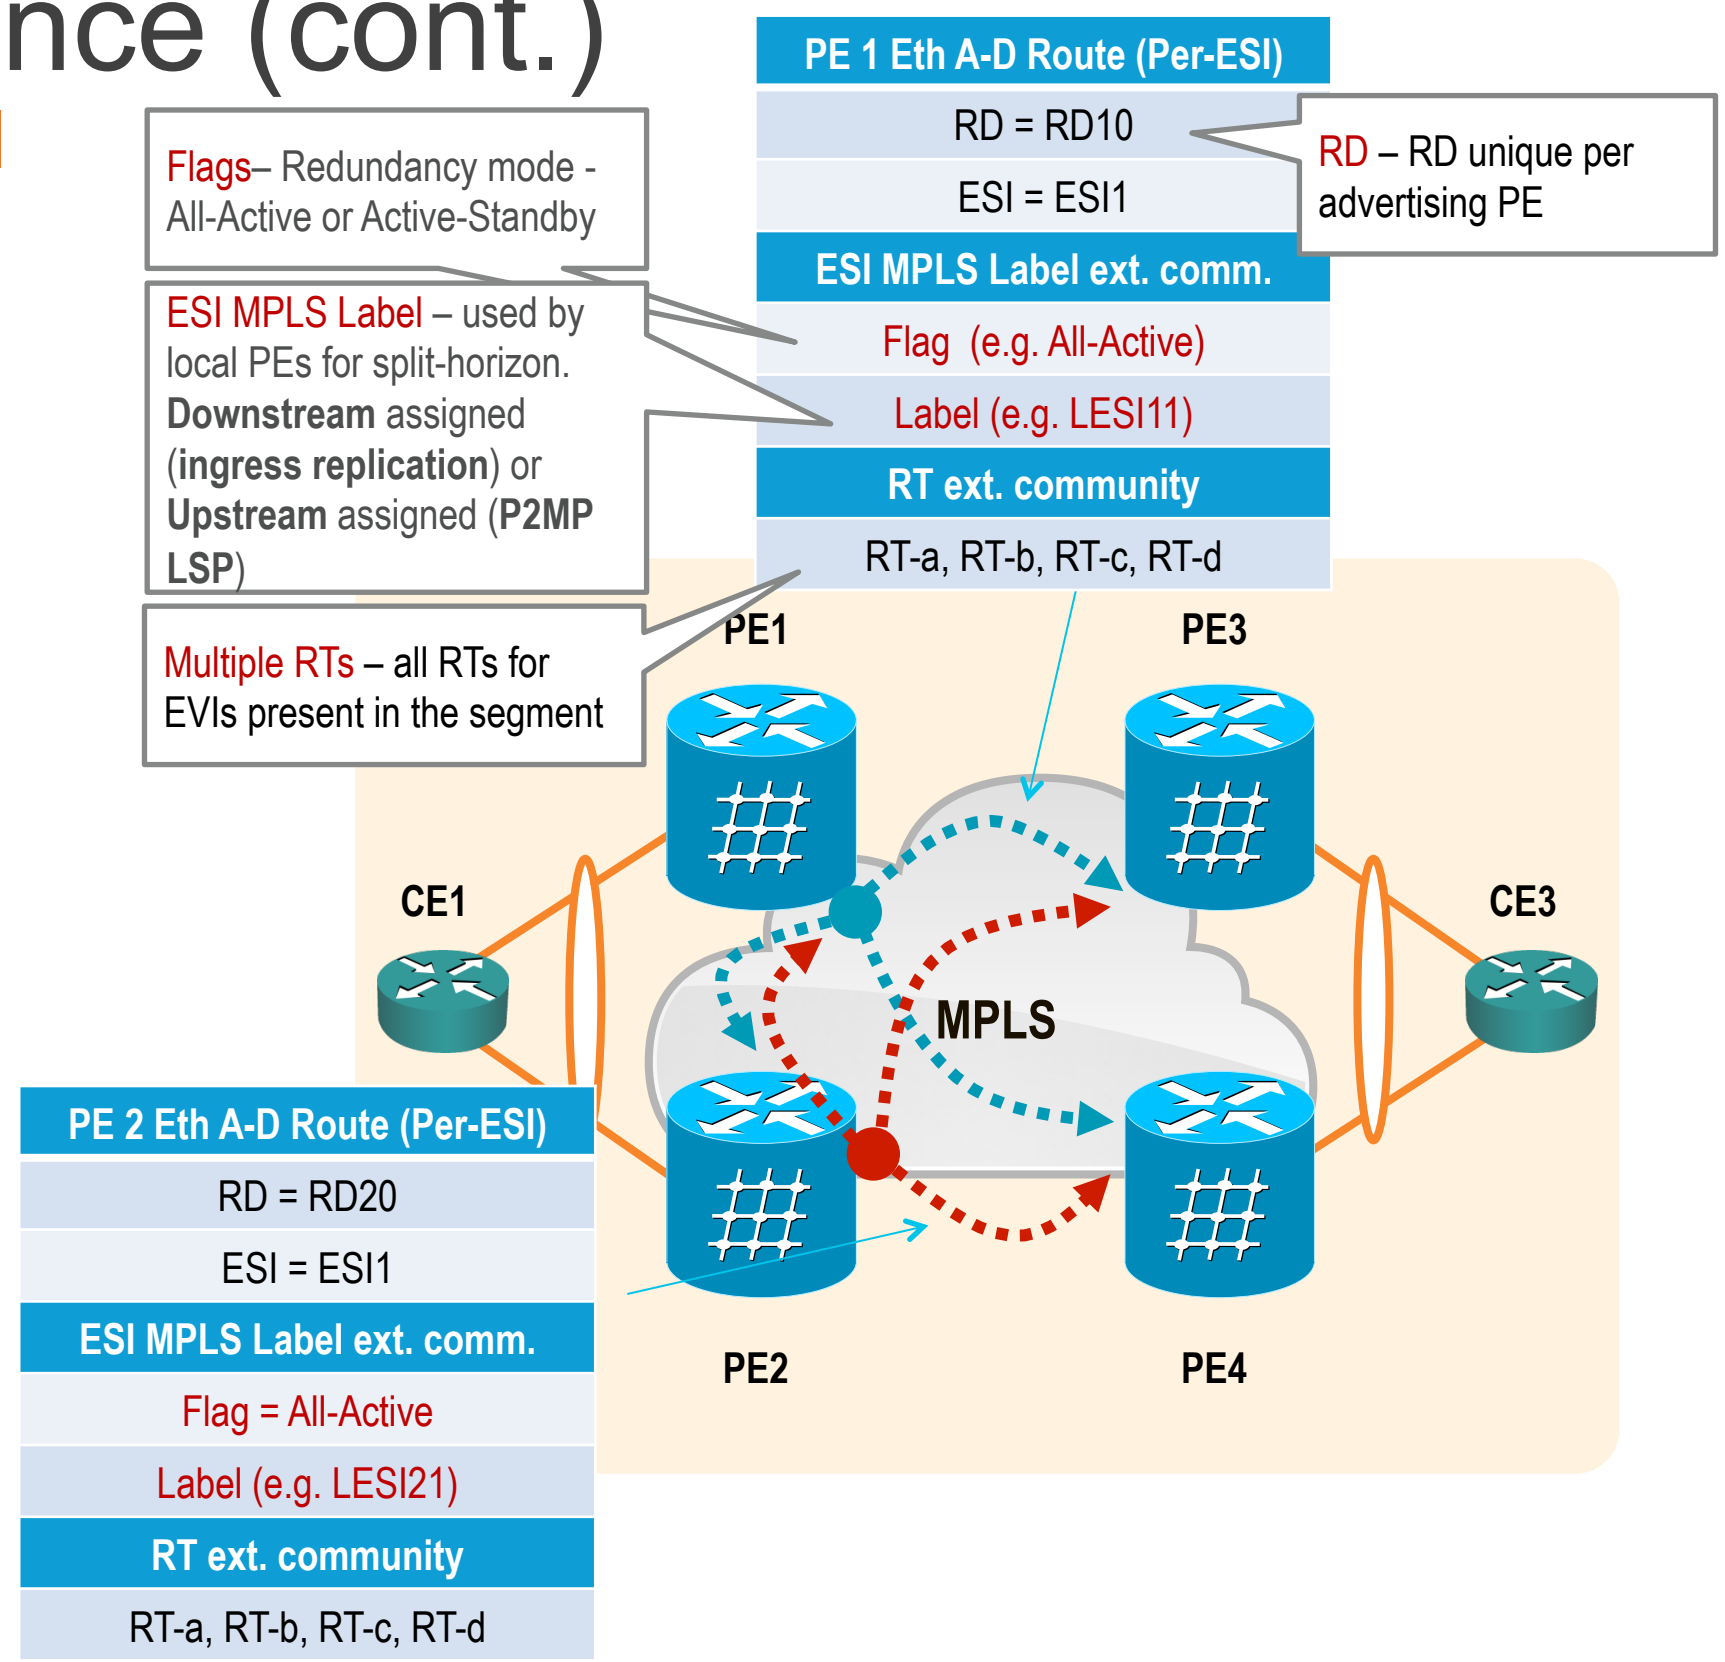 nce (cont.)
PE 1 Eth A-D Route (Per-ESI)
RD = RD10
ESI = ESI1
ESI MPLS Label ext. comm.
Flag (e.g. All-Active)
Label (e.g. LESI11)
RT ext. community
RT-a, RT-b, RT-c, RT-d
RD – RD unique per
advertising PE
Flags– Redundancy mode -
All-Active or Active-Standby
ESI MPLS Label – used by
local PEs for split-horizon.
Downstream assigned
(ingress replication) or
Upstream assigned (P2MP
LSP)
Multiple RTs – all RTs for
EVIs present in the segment
PE1
PE3
CE1
CE3
MPLS
PE2
PE4
PE 2 Eth A-D Route (Per-ESI)
RD = RD20
ESI = ESI1
ESI MPLS Label ext. comm.
Flag = All-Active
Label (e.g. LESI21)
RT ext. community
RT-a, RT-b, RT-c, RT-d